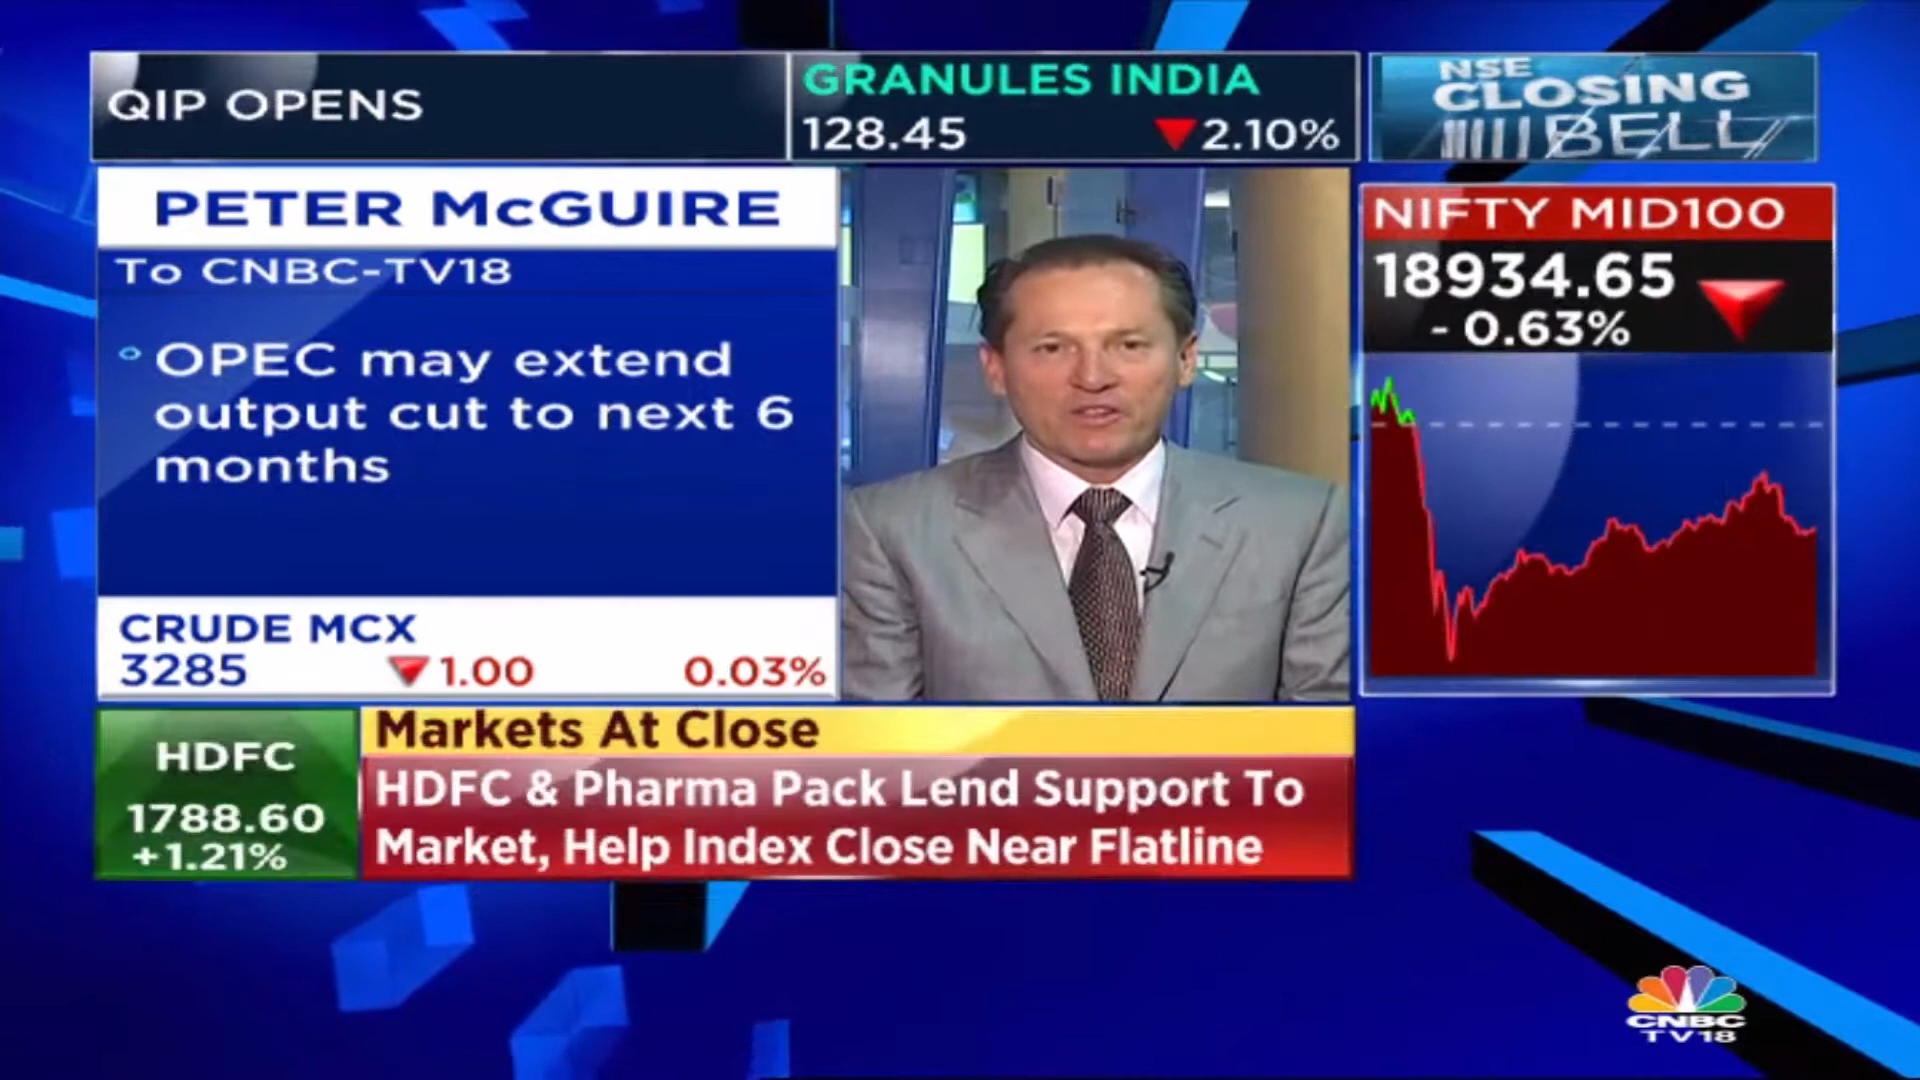 QIP OPENS
GRANULES INDIA
128.45 ▼2.10%
NSE
CLOSING
BELL
PETER McGUIRE
To CNBC-TV18
OPEC may extend
output cut to next 6
months
CRUDE MCX
3285 ▼1.00 0.03%
NIFTY MID100
18934.65
- 0.63%
HDFC
1788.60
+1.21%
Markets At Close
HDFC & Pharma Pack Lend Support To
Market, Help Index Close Near Flatline
CNBC
TV18